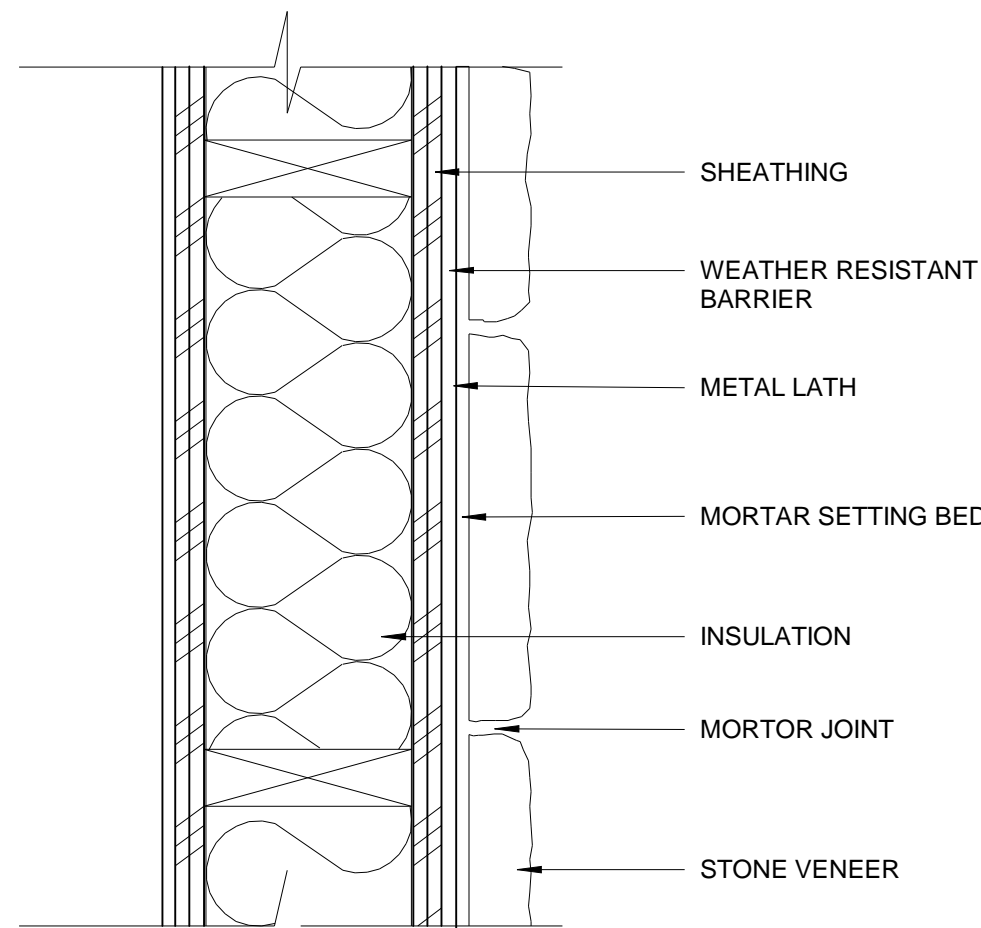 SHEATHING
WEATHER RESISTANT
BARRIER
METAL LATH
MORTAR SETTING BED
INSULATION
MORTOR JOINT
STONE VENEER